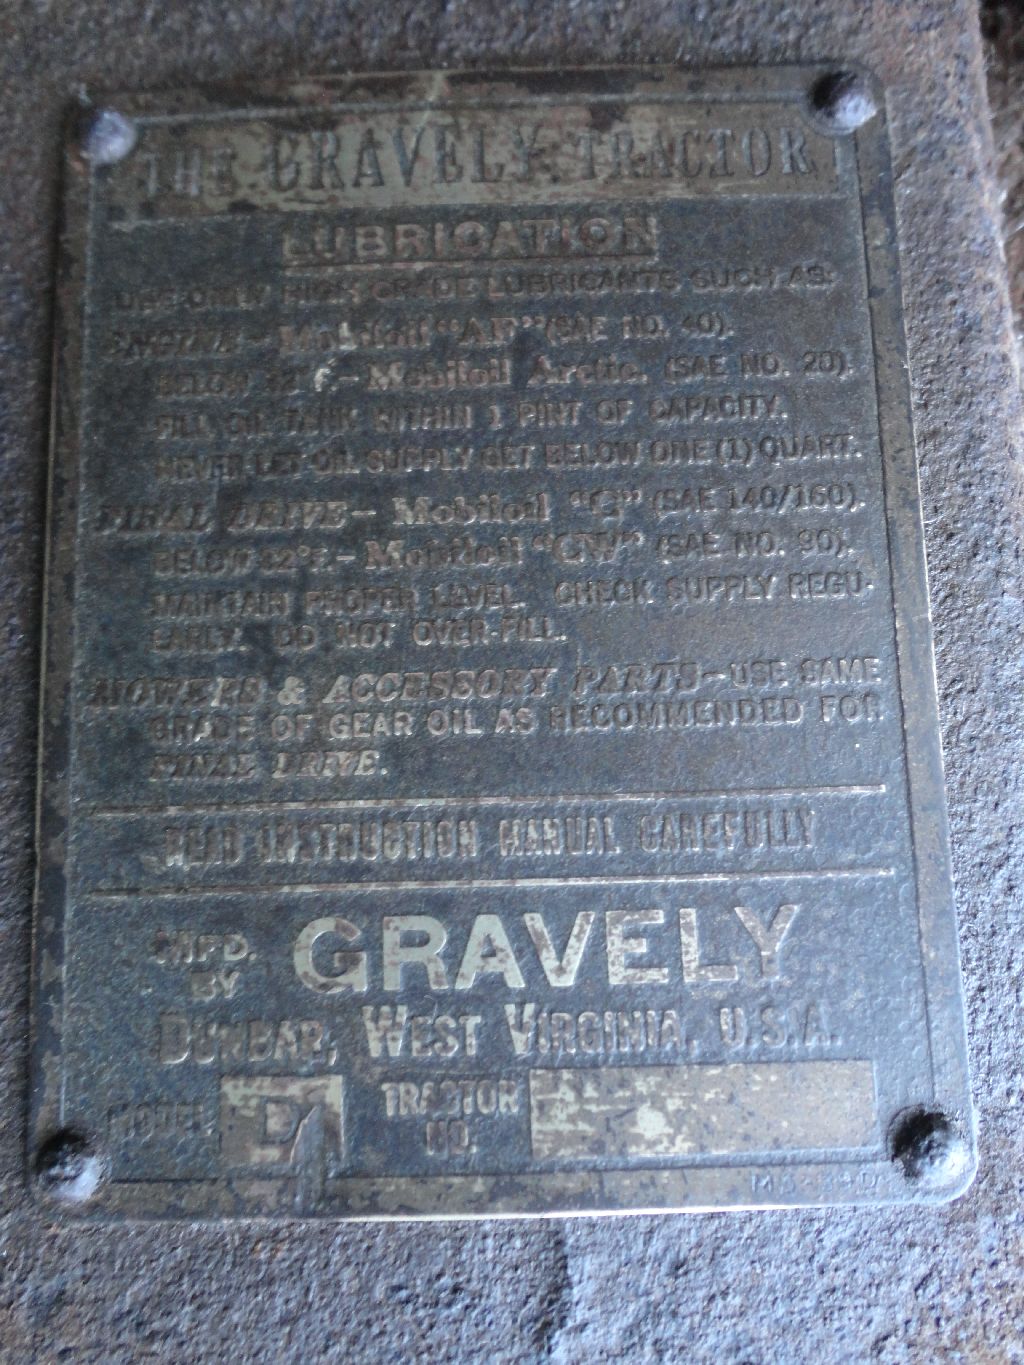 THE GRAVELY TRACTOR
LUBRICATION
USE ONLY HIGH GRADE LUBRICANTS SUCH AS:
ENGINE - Mobiloil "AF" (SAE NO. 40).
BELOW 32° F. - Mobiloil Arctic. (SAE NO. 20).
FILL OIL TANK WITHIN 1 PINT OF CAPACITY.
NEVER LET OIL SUPPLY GET BELOW ONE (1) QUART.
FINAL DRIVE - Mobiloil "C" (SAE 140/160).
BELOW 32° F. - Mobiloil "CW" (SAE NO. 90).
MAINTAIN PROPER LEVEL. CHECK SUPPLY REGU-
LARLY. DO NOT OVER-FILL.
MOWERS & ACCESSORY PARTS - USE SAME
GRADE OF GEAR OIL AS RECOMMENDED FOR
FINAL DRIVE.
READ INSTRUCTION MANUAL CAREFULLY
MFD. BY GRAVELY
DUNBAR, WEST VIRGINIA, U.S.A.
MODEL D TRACTOR NO.